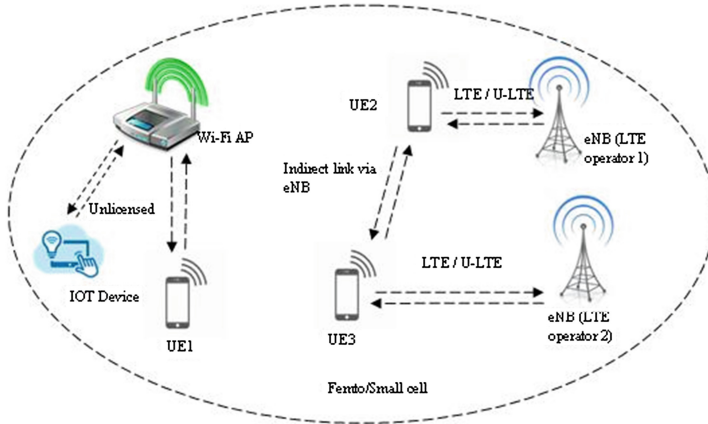 UE2
LTE / U-LTE
Wi-Fi AP
eNB (LTE
operator 1)
Indirect link via
eNB
Unlicensed
LTE / U-LTE
IOT Device
eNB (LTE
operator 2)
UE1
UE3
Femto/Small cell